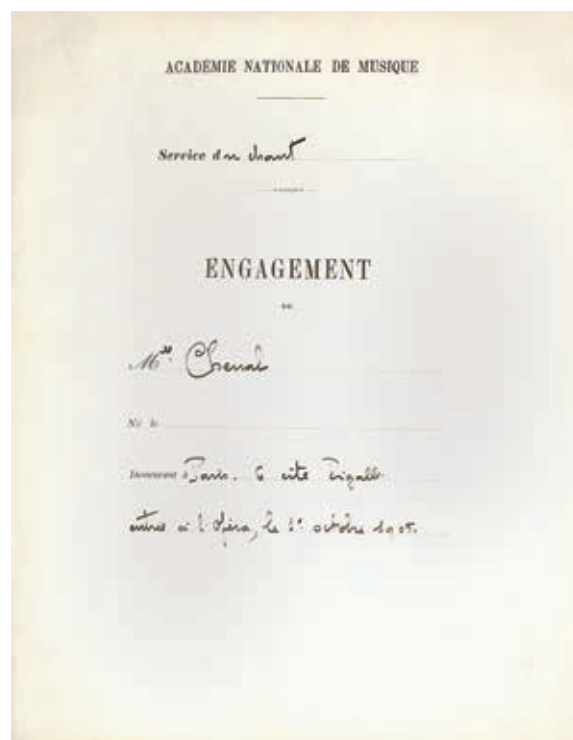 ACADÉMIE NATIONALE DE MUSIQUE
Service du chant
ENGAGEMENT
DE
Mlle Chenal
Né le
Demeurant à Paris. 6 cité Pigalle
entrée à l'Opéra, le 1er octobre 1905.